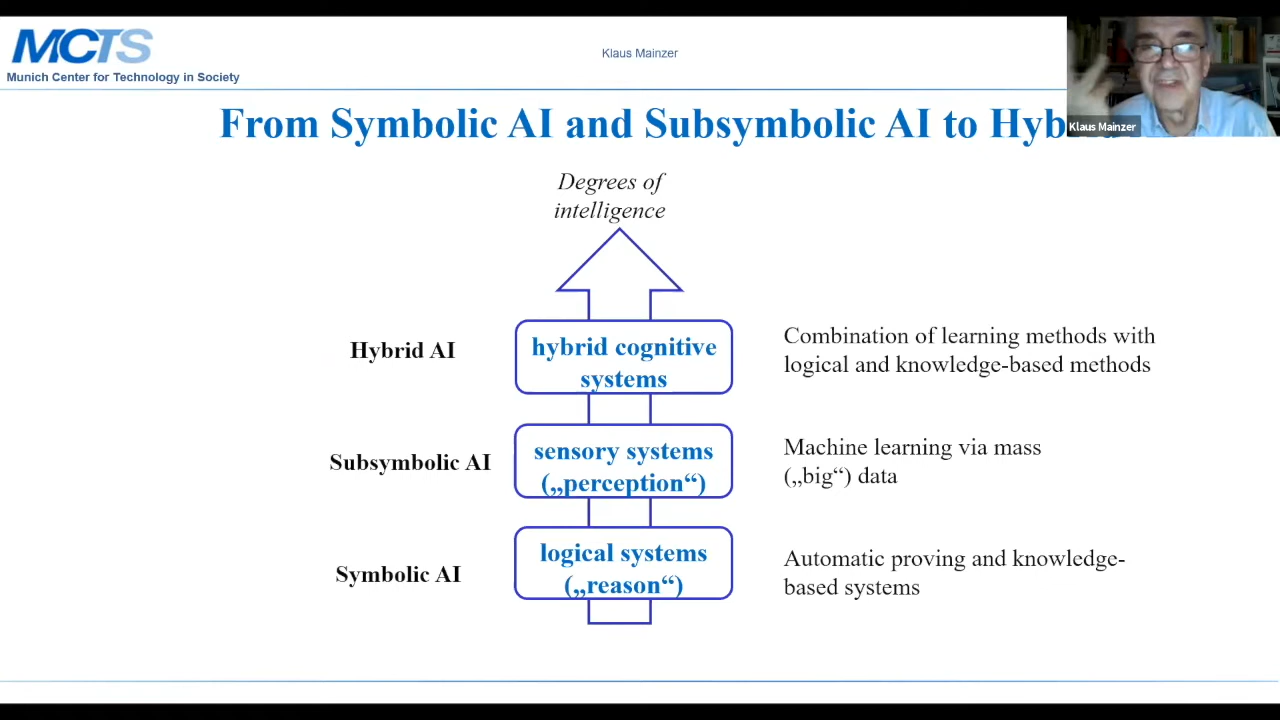 MCTS
Munich Center for Technology in Society
Klaus Mainzer
Klaus Mainzer
From Symbolic AI and Subsymbolic AI to Hyb
Degrees of
intelligence
Hybrid AI
hybrid cognitive
systems
Combination of learning methods with
logical and knowledge-based methods
Subsymbolic AI
sensory systems
(„perception“)
Machine learning via mass
(„big“) data
Symbolic AI
logical systems
(„reason“)
Automatic proving and knowledge-
based systems